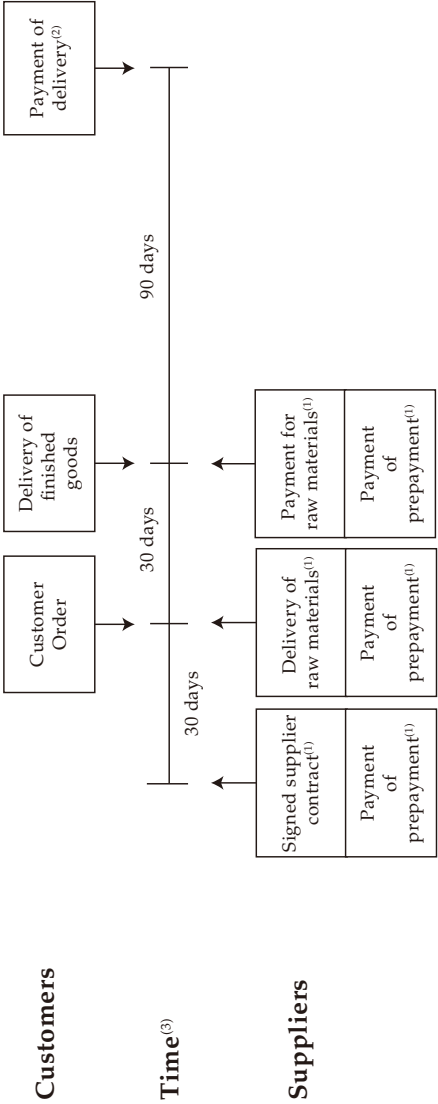 Customers
Customer
Order
Delivery of
finished
goods
Payment of
delivery(2)
Time(3)
30 days
30 days
90 days
Suppliers
Signed supplier
contract(1)
Payment
of
prepayment(1)
Delivery of
raw materials(1)
Payment
of
prepayment(1)
Payment for
raw materials(1)
Payment
of
prepayment(1)